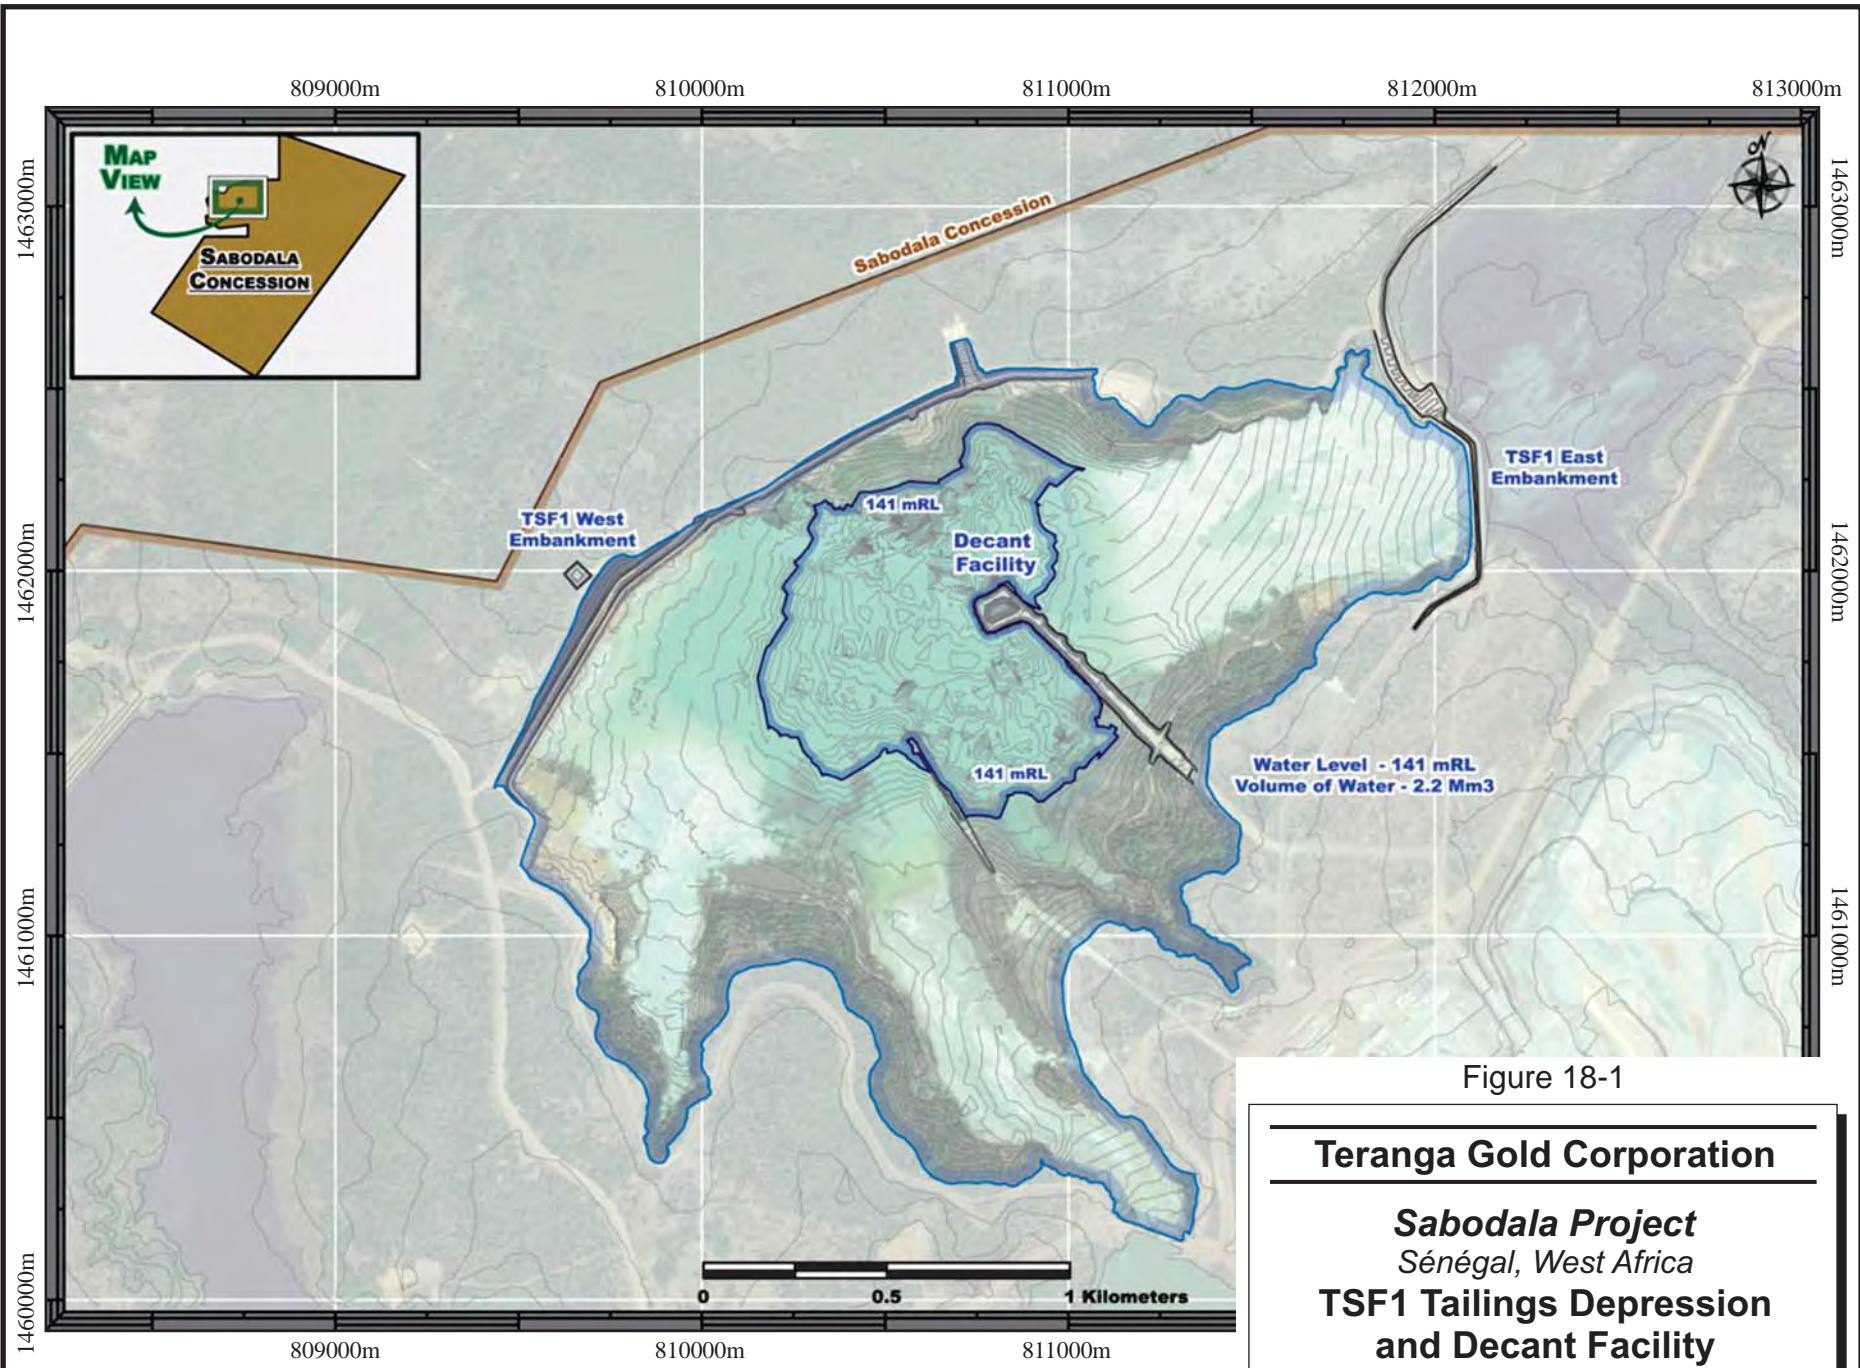 809000m
810000m
811000m
812000m
813000m
MAP
VIEW
SABODALA
CONCESSION
N
1463000m
1463000m
Sabodala Concession
TSF1 East
Embankment
141 mRL
TSF1 West
Embankment
Decant
Facility
1462000m
1462000m
141 mRL
Water Level - 141 mRL
Volume of Water - 2.2 Mm3
1461000m
1461000m
Figure 18-1
Teranga Gold Corporation
Sabodala Project
Sénégal, West Africa
TSF1 Tailings Depression
and Decant Facility
1460000m
0 0.5 1 Kilometers
809000m
810000m
811000m